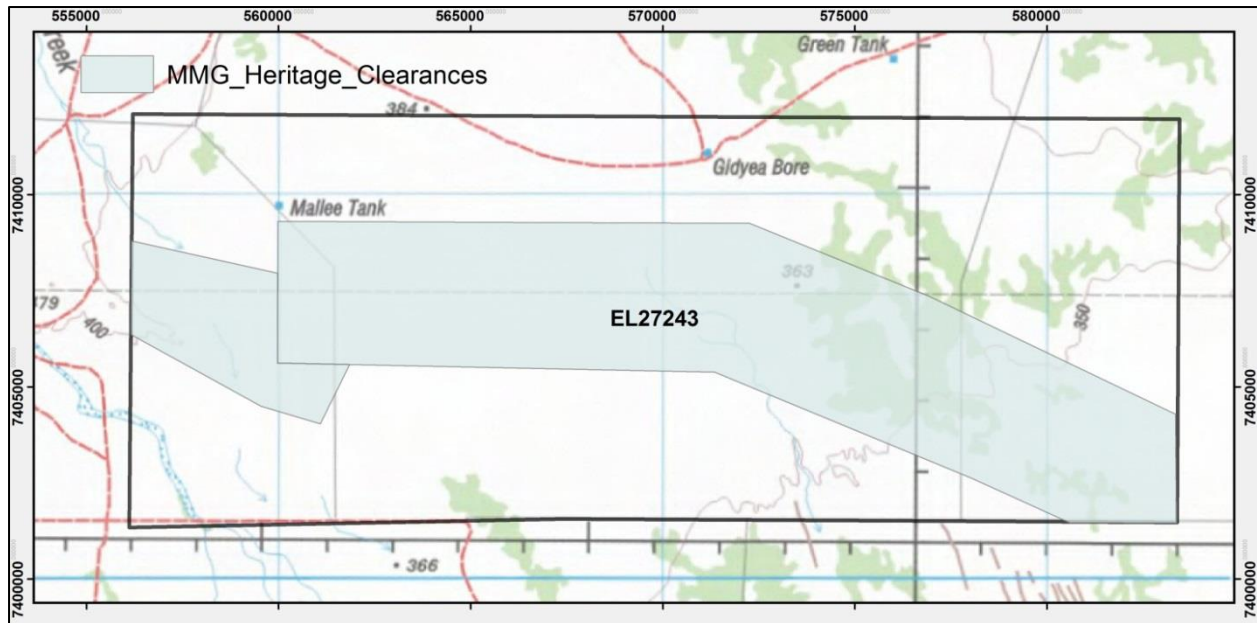 555000 560000 565000 570000 575000 580000
reek
MMG_Heritage_Clearances
Green Tank
384
Gidyea Bore
7410000 7410000
Mallee Tank
363
479
400
EL27243
350
7405000 7405000
366
7400000 7400000